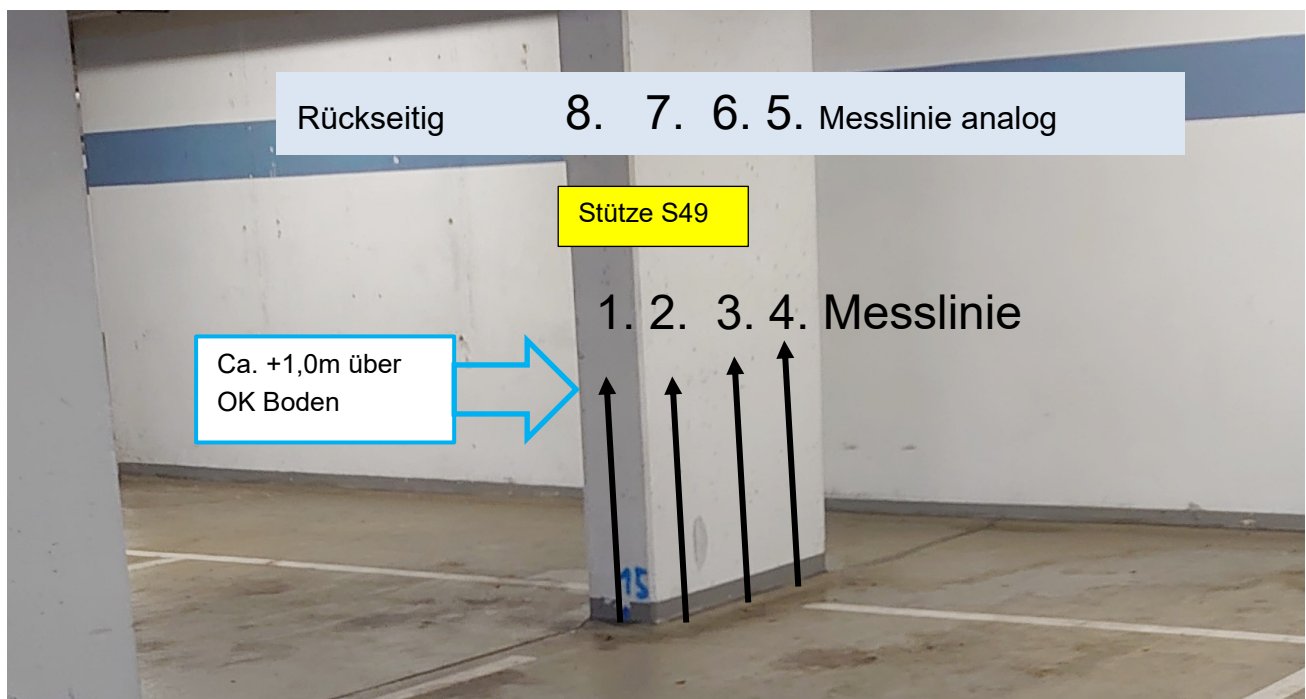 Rückseitig 8. 7. 6. 5. Messlinie analog
Stütze S49
1. 2. 3. 4. Messlinie
Ca. +1,0m über
OK Boden
15